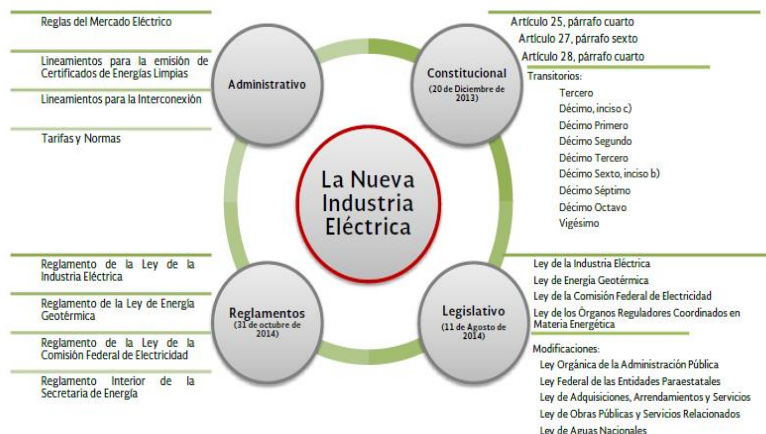 Reglas del Mercado Eléctrico
Lineamientos para la emisión de
Certificados de Energías Limpias
Lineamientos para la Interconexión
Tarifas y Normas
Administrativo
Constitucional
(20 de Diciembre de
2013)
Artículo 25, párrafo cuarto
Artículo 27, párrafo sexto
Artículo 28, párrafo cuarto
Transitorios:
Tercero
Décimo, inciso c)
Décimo Primero
Décimo Segundo
Décimo Tercero
Décimo Sexto, inciso b)
Décimo Séptimo
Décimo Octavo
Vigésimo
La Nueva
Industria
Eléctrica
Reglamento de la Ley de la
Industria Eléctrica
Reglamento de la Ley de Energía
Geotérmica
Reglamento de la Ley de la
Comisión Federal de Electricidad
Reglamento Interior de la
Secretaria de Energía
Reglamentos
(31 de octubre de
2014)
Legislativo
(11 de Agosto de
2014)
Ley de la Industria Eléctrica
Ley de Energía Geotérmica
Ley de la Comisión Federal de Electricidad
Ley de los Órganos Reguladores Coordinados en
Materia Energética
Modificaciones:
Ley Orgánica de la Administración Pública
Ley Federal de las Entidades Paraestatales
Ley de Adquisiciones, Arrendamientos y Servicios
Ley de Obras Públicas y Servicios Relacionados
Ley de Aguas Nacionales